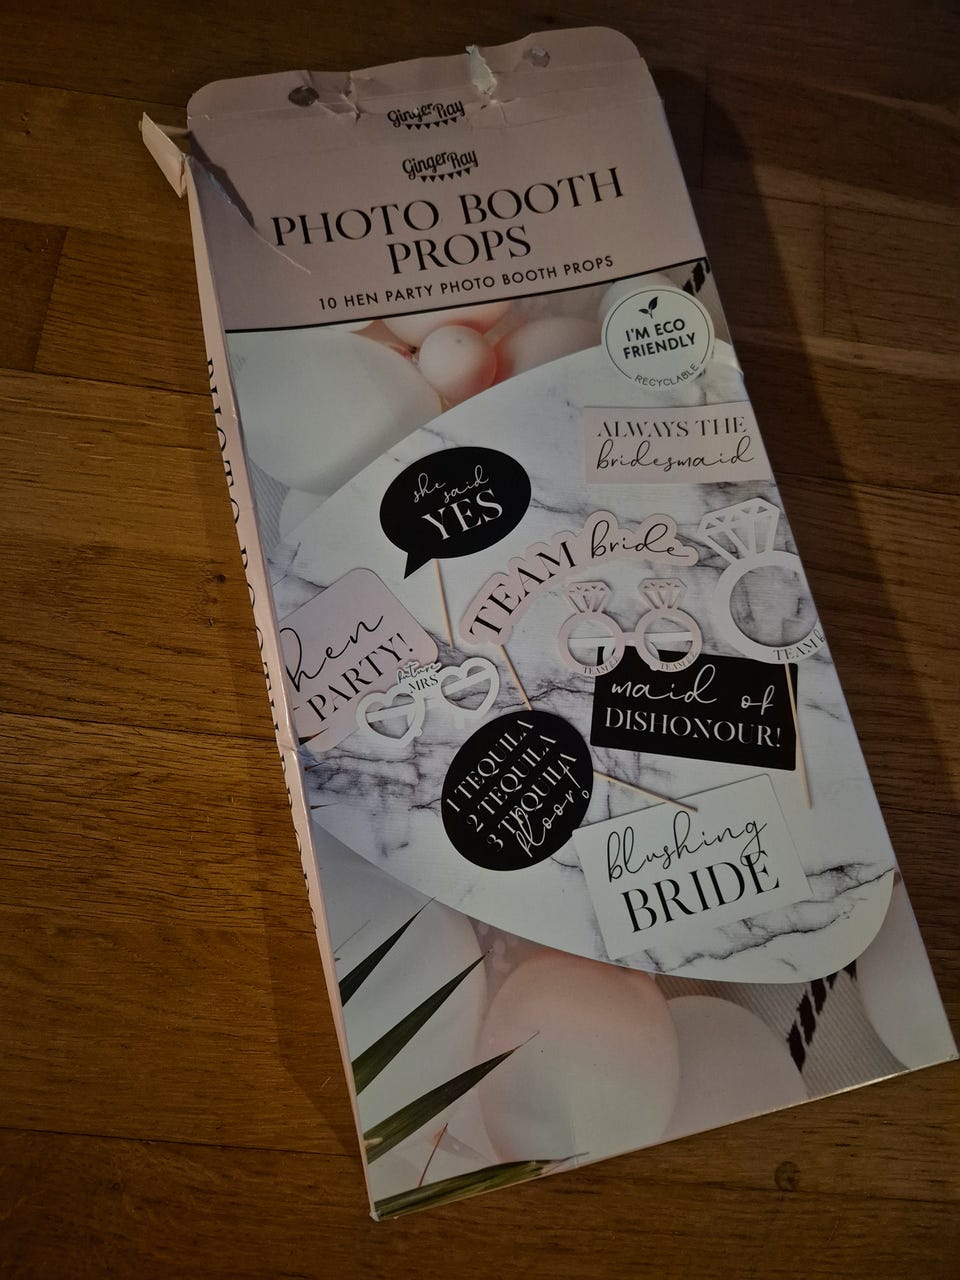 Ginger Ray
Ginger Ray
PHOTO BOOTH
PROPS
10 HEN PARTY PHOTO BOOTH PROPS
I'M ECO
FRIENDLY
RECYCLABLE
ALWAYS THE
bridesmaid
she said
YES
TEAM bride
hen
PARTY!
future
MRS
TEAM
TEAM
TEAM
maid of
DISHONOUR!
1 TEQUILA
2 TEQUILA
3 TEQUILA
floor!
blushing
BRIDE